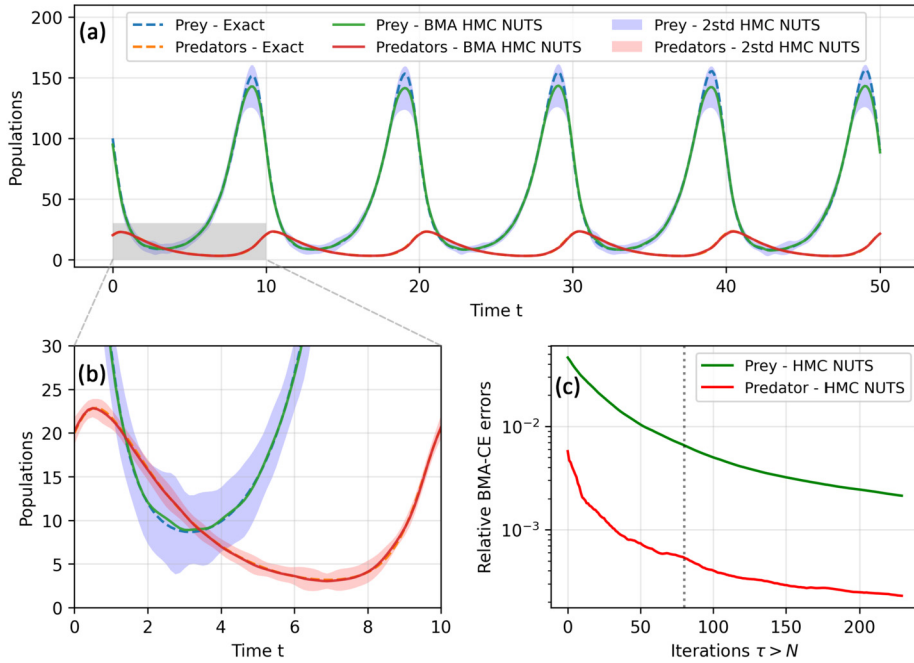 (a)
Prey - Exact
Predators - Exact
Prey - BMA HMC NUTS
Predators - BMA HMC NUTS
Prey - 2std HMC NUTS
Predators - 2std HMC NUTS
Populations
200
150
100
50
0
0 10 20 30 40 50
Time t
(b)
Populations
30
25
20
15
10
5
0
0 2 4 6 8 10
Time t
(c)
Prey - HMC NUTS
Predator - HMC NUTS
Relative BMA-CE errors
10⁻²
10⁻³
0 50 100 150 200
Iterations τ > N